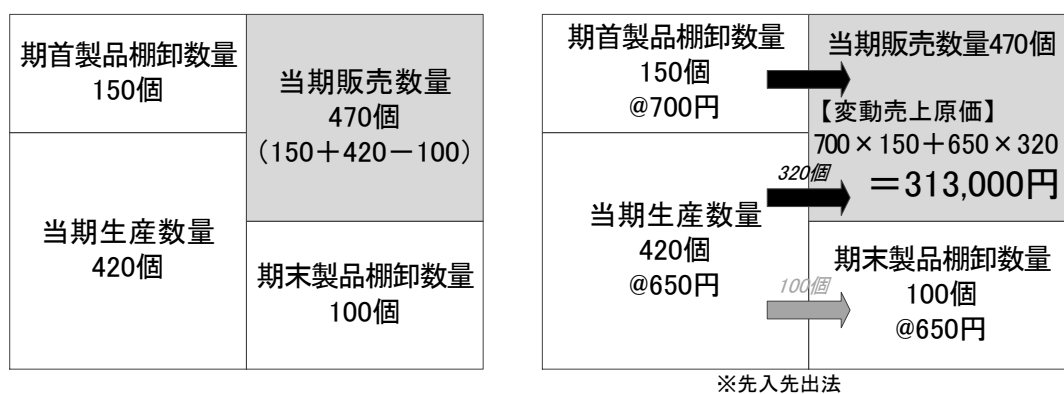 期首製品棚卸数量
150個
当期販売数量
470個
（150＋420－100）
当期生産数量
420個
期末製品棚卸数量
100個
期首製品棚卸数量
150個
@700円
当期販売数量470個
【変動売上原価】
700×150＋650×320
＝313,000円
320個
当期生産数量
420個
@650円
100個
期末製品棚卸数量
100個
@650円
※先入先出法